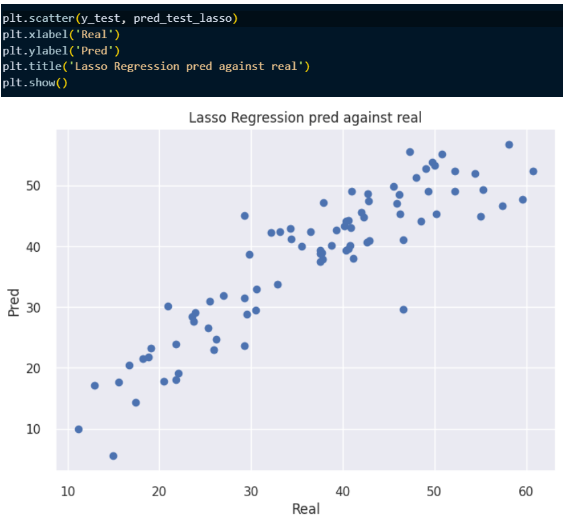 plt.scatter(y_test, pred_test_lasso)
plt.xlabel('Real')
plt.ylabel('Pred')
plt.title('Lasso Regression pred against real')
plt.show()
Lasso Regression pred against real
50
40
30
20
10
Pred
10 20 30 40 50 60
Real